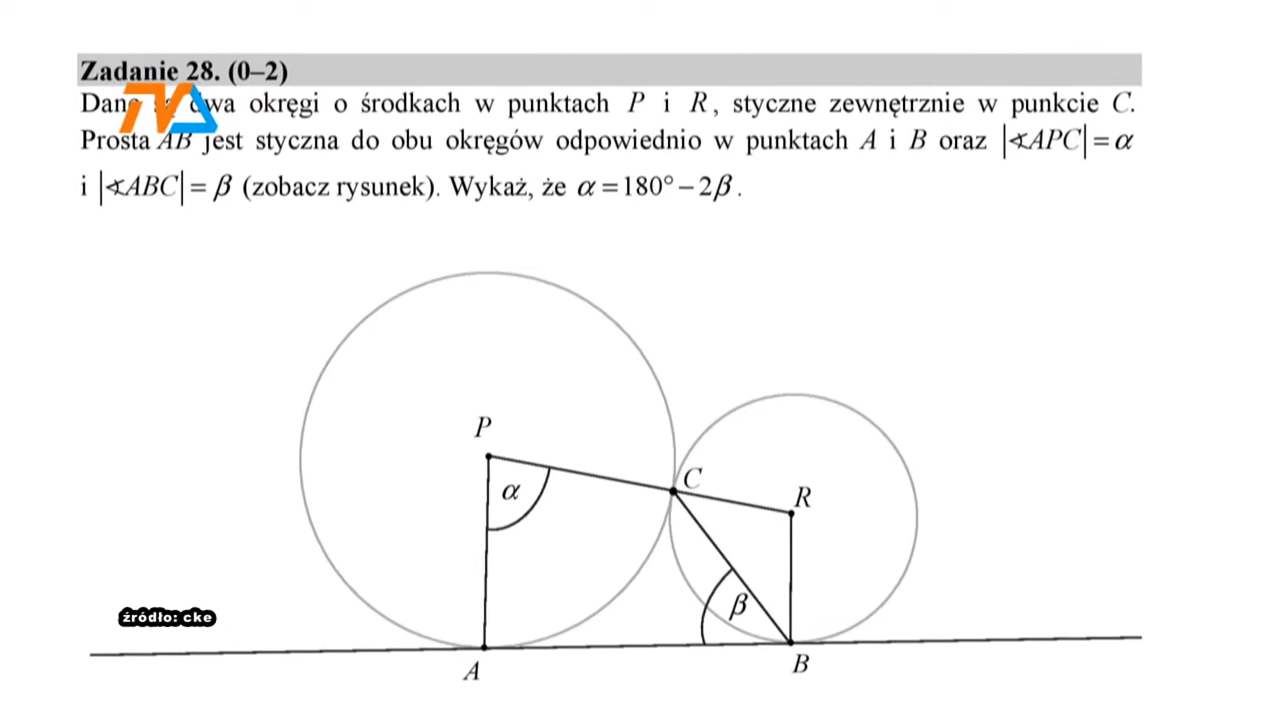 Zadanie 28. (0–2)
Dane dwa okręgi o środkach w punktach P i R, styczne zewnętrznie w punkcie C.
Prosta AB jest styczna do obu okręgów odpowiednio w punktach A i B oraz |∢APC| = α
i |∢ABC| = β (zobacz rysunek). Wykaż, że α = 180° − 2β.
P
C
α
R
β
źródło: cke
A
B